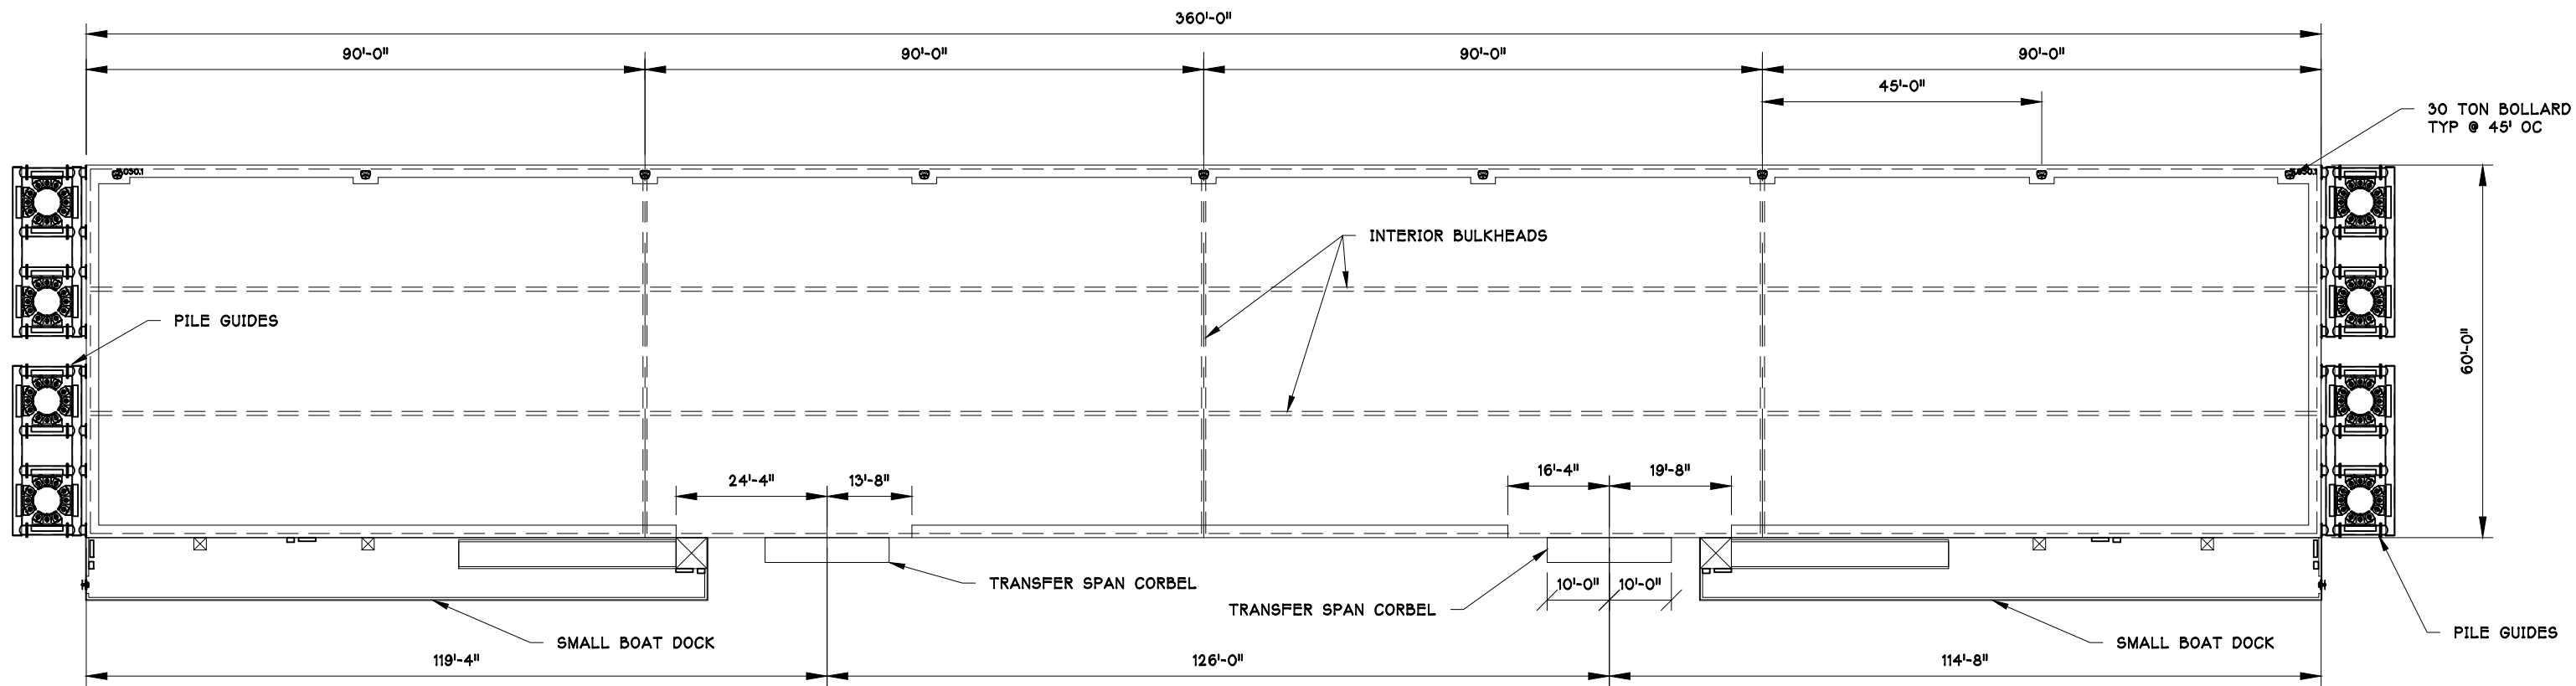 360'-0"
90'-0"
90'-0"
90'-0"
90'-0"
45'-0"
30 TON BOLLARD
TYP @ 45' OC
INTERIOR BULKHEADS
PILE GUIDES
60'-0"
24'-4"
13'-8"
16'-4"
19'-8"
TRANSFER SPAN CORBEL
10'-0"
10'-0"
TRANSFER SPAN CORBEL
SMALL BOAT DOCK
SMALL BOAT DOCK
PILE GUIDES
119'-4"
126'-0"
114'-8"